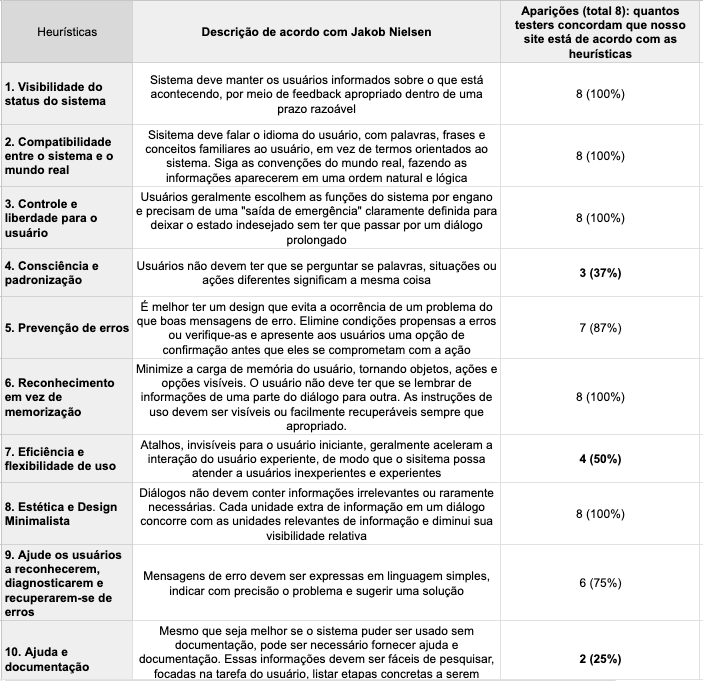 Heurísticas
Descrição de acordo com Jakob Nielsen
Aparições (total 8): quantos
testers concordam que nosso
site está de acordo com as
heurísticas
1. Visibilidade do
status do sistema
Sistema deve manter os usuários informados sobre o que está
acontecendo, por meio de feedback apropriado dentro de uma
prazo razoável
8 (100%)
2. Compatibilidade
entre o sistema e o
mundo real
Sisitema deve falar o idioma do usuário, com palavras, frases e
conceitos familiares ao usuário, em vez de termos orientados ao
sistema. Siga as convenções do mundo real, fazendo as
informações aparecerem em uma ordem natural e lógica
8 (100%)
3. Controle e
liberdade para o
usuário
Usuários geralmente escolhem as funções do sistema por engano
e precisam de uma "saída de emergência" claramente definida para
deixar o estado indesejado sem ter que passar por um diálogo
prolongado
8 (100%)
4. Consciência e
padronização
Usuários não devem ter que se perguntar se palavras, situações ou
ações diferentes significam a mesma coisa
3 (37%)
5. Prevenção de erros
É melhor ter um design que evita a ocorrência de um problema do
que boas mensagens de erro. Elimine condições propensas a erros
ou verifique-as e apresente aos usuários uma opção de
confirmação antes que eles se comprometam com a ação
7 (87%)
6. Reconhecimento
em vez de
memorização
Minimize a carga de memória do usuário, tornando objetos, ações e
opções visíveis. O usuário não deve ter que se lembrar de
informações de uma parte do diálogo para outra. As instruções de
uso devem ser visíveis ou facilmente recuperáveis sempre que
apropriado.
8 (100%)
7. Eficiência e
flexibilidade de uso
Atalhos, invisíveis para o usuário iniciante, geralmente aceleram a
interação do usuário experiente, de modo que o sisitema possa
atender a usuários inexperientes e experientes
4 (50%)
8. Estética e Design
Minimalista
Diálogos não devem conter informações irrelevantes ou raramente
necessárias. Cada unidade extra de informação em um diálogo
concorre com as unidades relevantes de informação e diminui sua
visibilidade relativa
8 (100%)
9. Ajude os usuários
a reconhecerem,
diagnosticarem e
recuperarem-se de
erros
Mensagens de erro devem ser expressas em linguagem simples,
indicar com precisão o problema e sugerir uma solução
6 (75%)
10. Ajuda e
documentação
Mesmo que seja melhor se o sistema puder ser usado sem
documentação, pode ser necessário fornecer ajuda e
documentação. Essas informações devem ser fáceis de pesquisar,
focadas na tarefa do usuário, listar etapas concretas a serem
2 (25%)